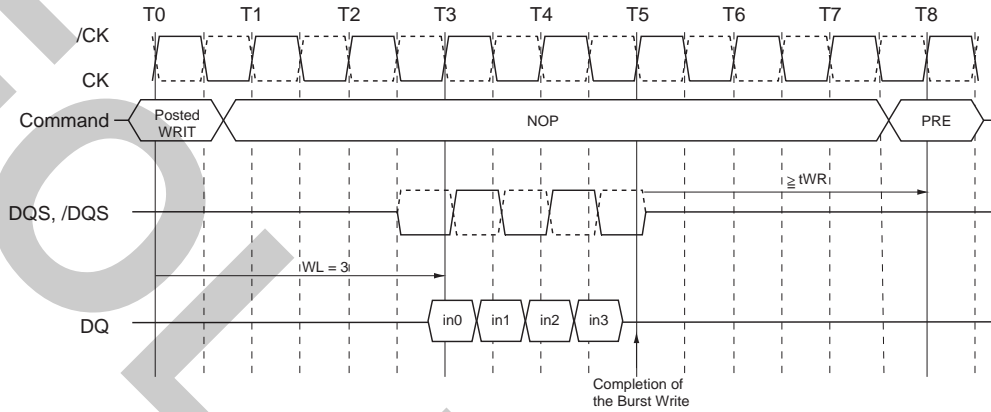 T0 T1 T2 T3 T4 T5 T6 T7 T8
/CK
CK
Command
Posted
WRIT
NOP
PRE
≧ tWR
DQS, /DQS
WL = 3
DQ
in0 in1 in2 in3
Completion of
the Burst Write